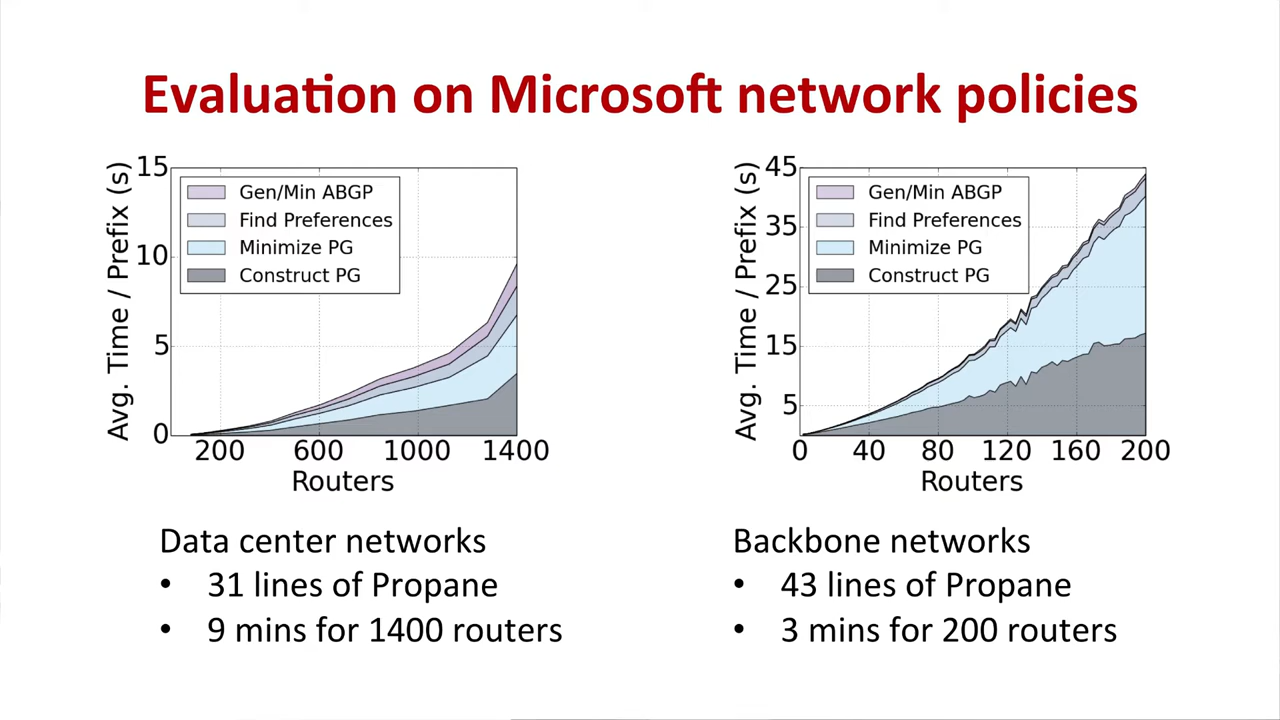 Evaluation on Microsoft network policies
Avg. Time / Prefix (s)
15
10
5
0
Gen/Min ABGP
Find Preferences
Minimize PG
Construct PG
200 600 1000 1400
Routers
Avg. Time / Prefix (s)
45
35
25
15
5
Gen/Min ABGP
Find Preferences
Minimize PG
Construct PG
0 40 80 120 160 200
Routers
Data center networks
• 31 lines of Propane
• 9 mins for 1400 routers
Backbone networks
• 43 lines of Propane
• 3 mins for 200 routers